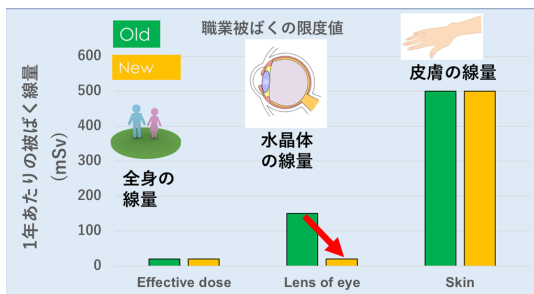 職業被ばくの限度値
Old
New
1年あたりの被ばく線量
(mSv)
600
500
400
300
200
100
0
全身の
線量
水晶体
の線量
皮膚の線量
Effective dose
Lens of eye
Skin